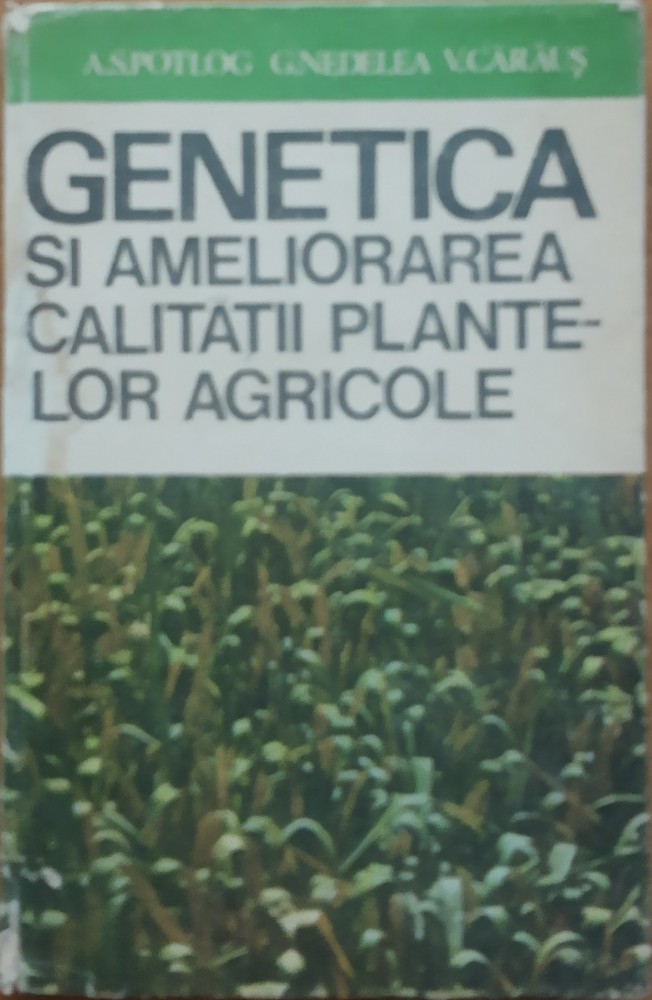 A.S.POTLOG G.NEDELEA V.CĂRĂUŞ
GENETICA
SI AMELIORAREA
CALITATII PLANTE-
LOR AGRICOLE